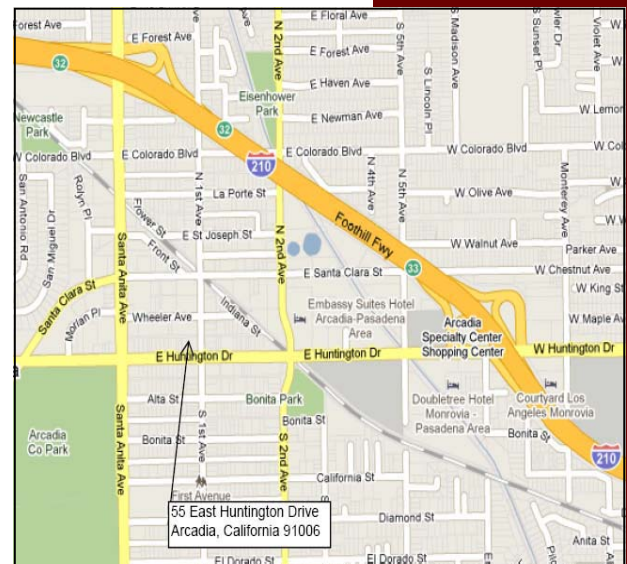 Forest Ave
E Floral Ave
E Forest Ave
E Haven Ave
E Newman Ave
N 2nd Ave
S 5th Ave
S Madison Ave
S Lincoln Pl
S Sunset Pl
Violet Ave
W Lemon
32
32
Eisenhower
Park
Newcastle
Park
W Colorado Blvd
E Colorado Blvd
E Colorado Blvd
W Colorado Blvd
210
San Antonio Rd
San Miguel Dr
Rolyn Pl
Flower St
Front St
N 1st Ave
La Porte St
E St Joseph St
N 4th Ave
N 5th Ave
W Olive Ave
Monterey Ave
Foothill Fwy
W Walnut Ave
Parker Ave
W Chestnut Ave
W King St
W Maple Av
33
Santa Anita Ave
N 2nd Ave
E Santa Clara St
Santa Clara St
Morlan Pl
Wheeler Ave
Indiana St
Embassy Suites Hotel
Arcadia-Pasadena
Area
Arcadia
Specialty Center
Shopping Center
E Huntington Dr
E Huntington Dr
W Huntington Dr
Arcadia
Co Park
Santa Anita Ave
Alta St
Bonita St
S 1st Ave
S 2nd Ave
Bonita Park
Bonita St
Doubletree Hotel
Monrovia -
Pasadena Area
Courtyard Los
Angeles Monrovia
Bonita St
210
California St
First Avenue
Diamond St
Anita St
El Dorado St
El Dorado St
55 East Huntington Drive
Arcadia, California 91006